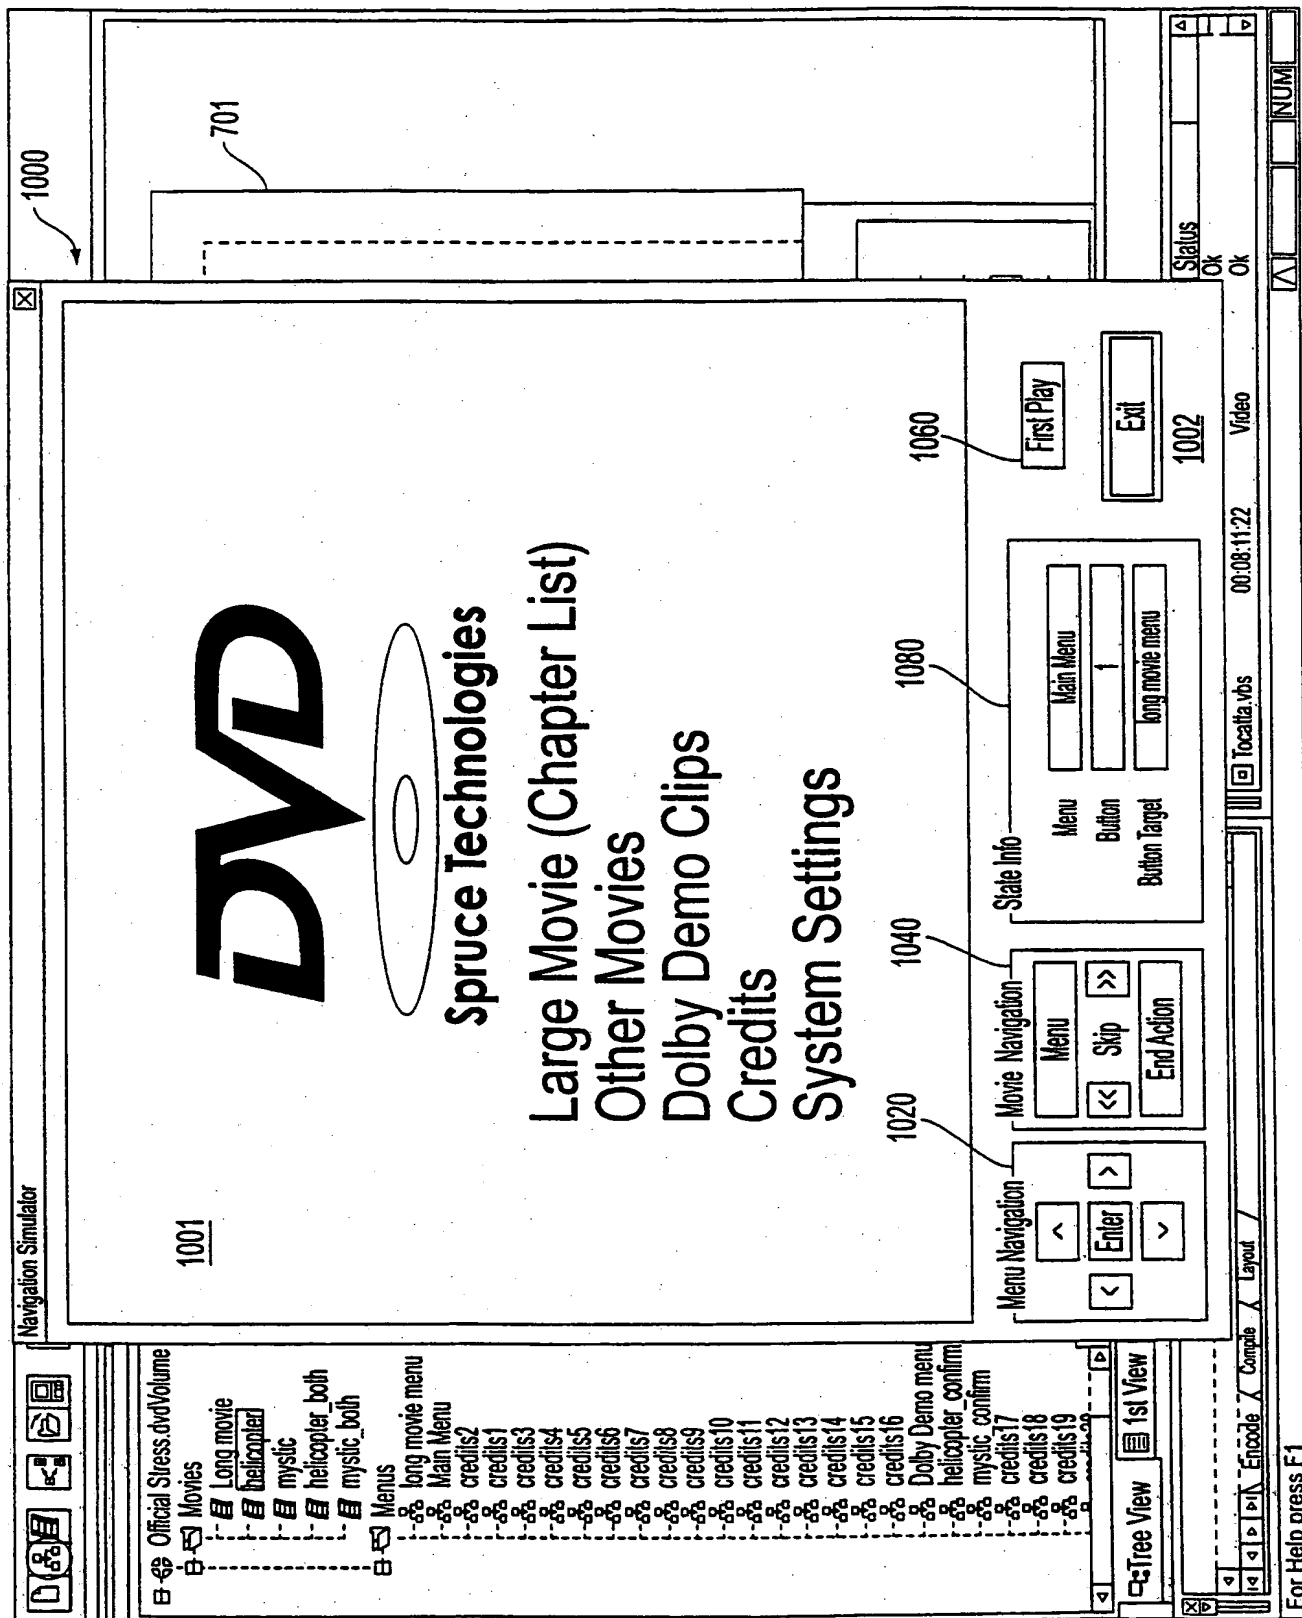 1000
701
Navigation Simulator
Official Stress.dvdVolume
Movies
Long movie
helicopter
mystic
helicopter_both
mystic_both
Menus
long movie menu
Main Menu
credits2
credits1
credits3
credits4
credits5
credits6
credits7
credits8
credits9
credits10
credits11
credits12
credits13
credits14
credits15
credits16
Dolby Demo menu
helicopter_confirm
mystic_confirm
credits17
credits18
credits19
Tree View
1st View
1001
DVD
Spruce Technologies
Large Movie (Chapter List)
Other Movies
Dolby Demo Clips
Credits
System Settings
1020
1040
1080
1060
Menu Navigation
Enter
Movie Navigation
Menu
<< Skip >>
End Action
State Info
Menu Main Menu
Button 1
Button Target long movie menu
First Play
Exit
1002
Status
Ok
Ok
Tocatta.vbs 00:08:11:22 Video
Encode Compile Layout
For Help press F1
NUM